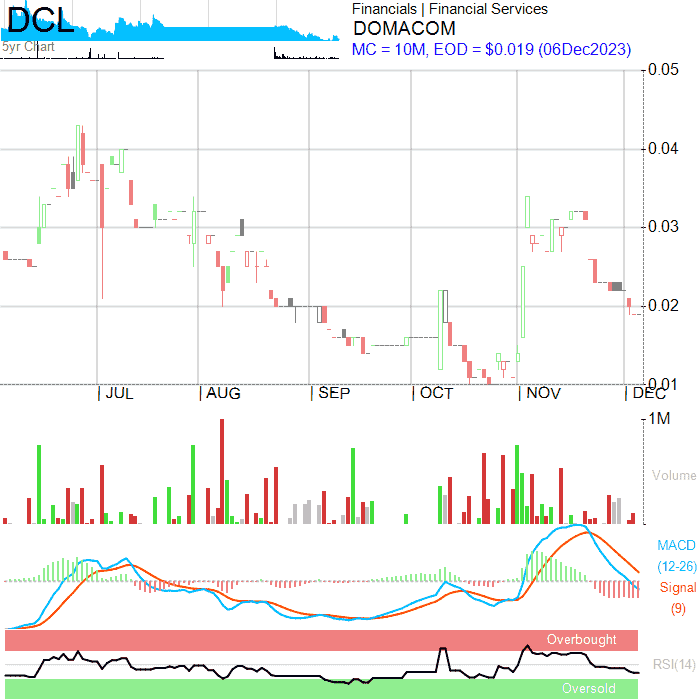 DCL
5yr Chart
Financials | Financial Services
DOMACOM
MC = 10M, EOD = $0.019 (06Dec2023)
0.05
0.04
0.03
0.02
0.01
JUL
AUG
SEP
OCT
NOV
DEC
1M
Volume
MACD
(12-26)
Signal
(9)
Overbought
RSI(14)
Oversold